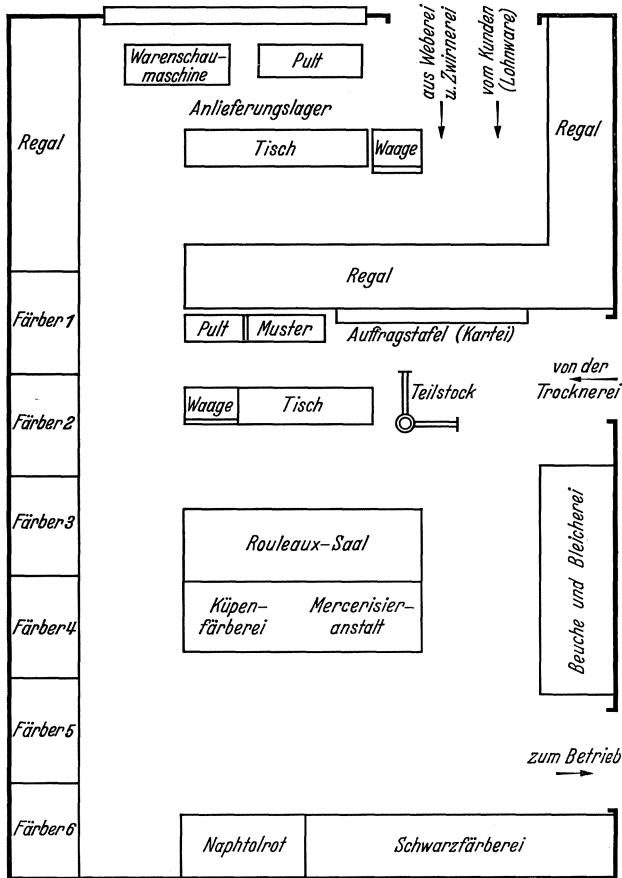 Warenschau-
maschine
Pult
aus Weberei
u. Zwirnerei
vom Kunden
(Lohnware)
Anlieferungslager
Regal
Tisch
Waage
Regal
Regal
Färber 1
Pult
Muster
Auftragstafel (Kartei)
von der
Trocknerei
Färber 2
Waage
Tisch
Teilstock
Färber 3
Rouleaux-Saal
Beuche und Bleicherei
Färber 4
Küpen-
färberei
Mercerisier-
anstalt
Färber 5
zum Betrieb
Färber 6
Naphtolrot
Schwarzfärberei